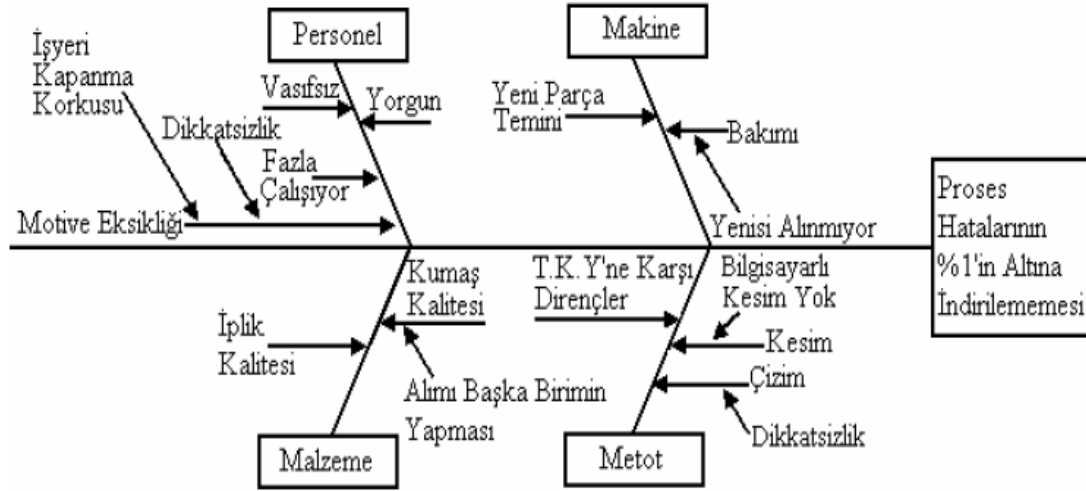 Personel
Makine
İşyeri
Kapanma
Korkusu
Vasıfsız
Yorgun
Dikkatsizlik
Fazla
Çalışıyor
Motive Eksikliği
Yeni Parça
Temini
Bakımı
Yenisi Alınmıyor
Proses
Hatalarının
%1'in Altına
İndirilememesi
Kumaş
Kalitesi
İplik
Kalitesi
Alımı Başka Birimin
Yapması
Malzeme
T.K.Y'ne Karşı
Dirençler
Bilgisayarlı
Kesim Yok
Kesim
Çizim
Dikkatsizlik
Metot